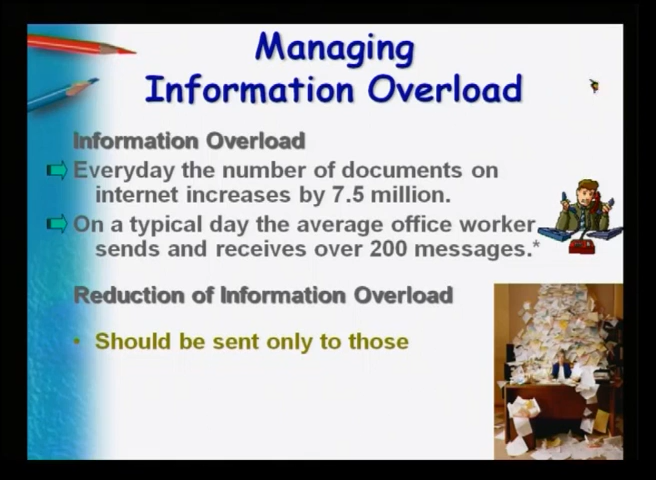 Managing
Information Overload
Information Overload
Everyday the number of documents on
internet increases by 7.5 million.
On a typical day the average office worker
sends and receives over 200 messages.*
Reduction of Information Overload
• Should be sent only to those